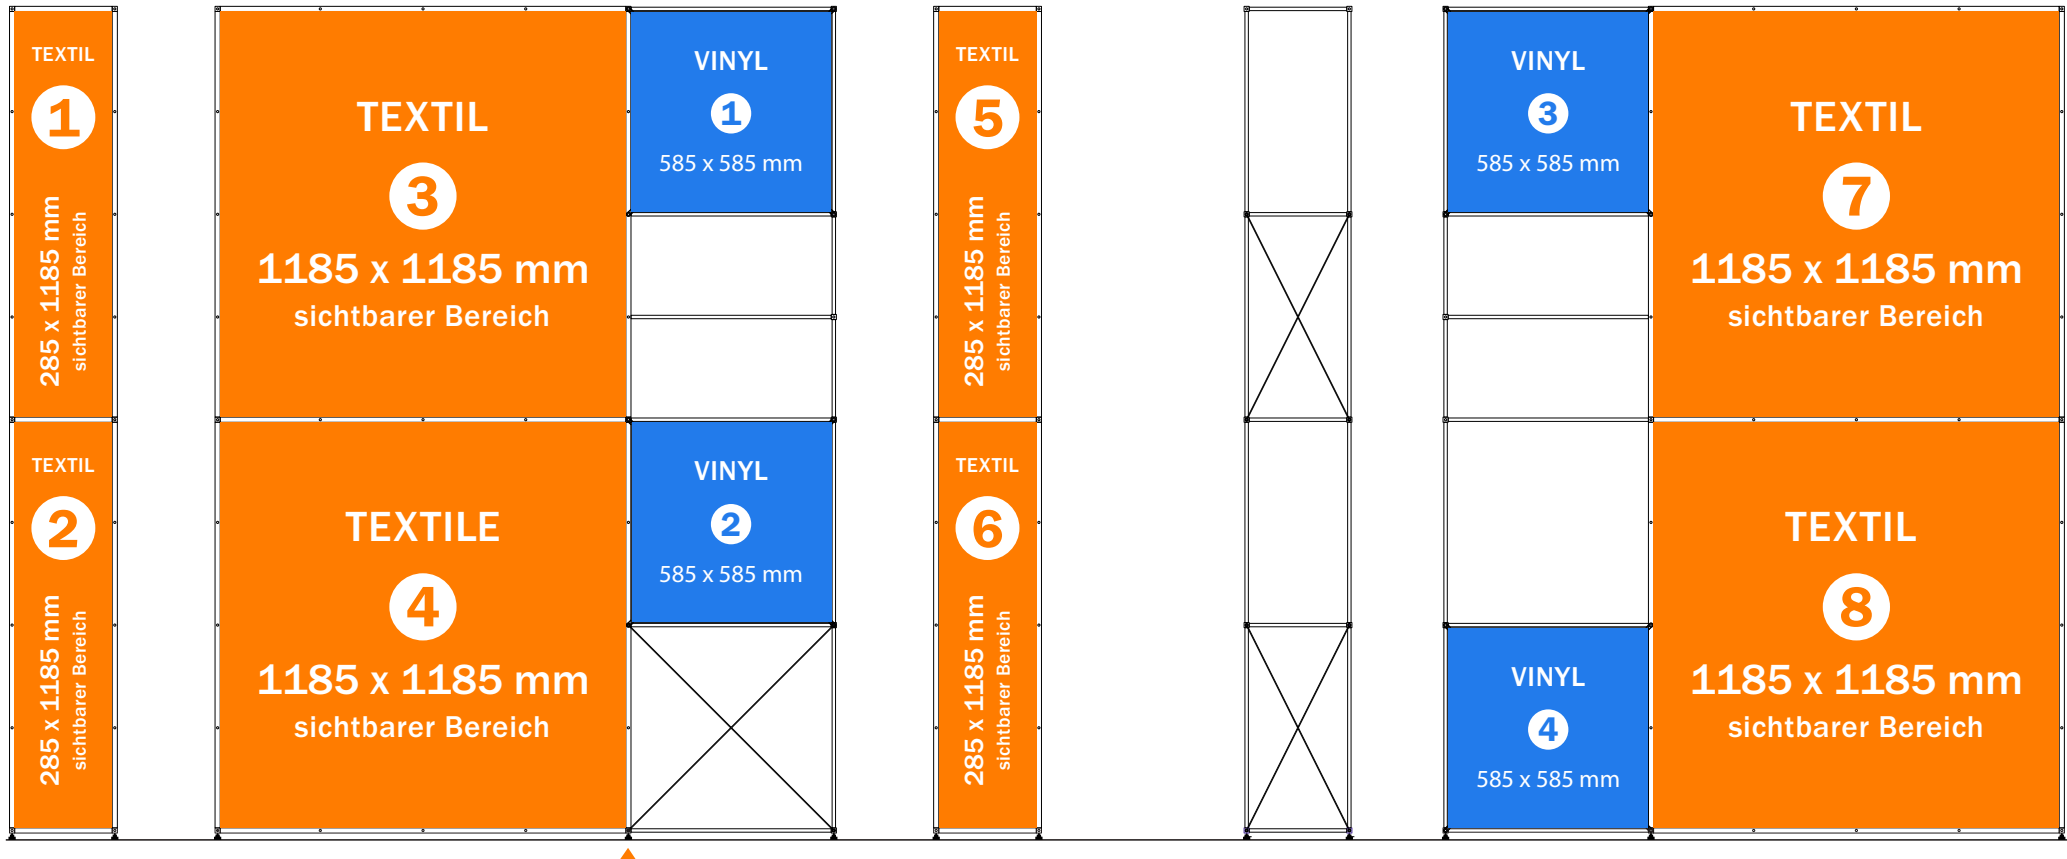 TEXTIL
1
285 x 1185 mm
sichtbarer Bereich
TEXTIL
2
285 x 1185 mm
sichtbarer Bereich
TEXTIL
3
1185 x 1185 mm
sichtbarer Bereich
TEXTILE
4
1185 x 1185 mm
sichtbarer Bereich
VINYL
1
585 x 585 mm
VINYL
2
585 x 585 mm
TEXTIL
5
285 x 1185 mm
sichtbarer Bereich
TEXTIL
6
285 x 1185 mm
sichtbarer Bereich
VINYL
3
585 x 585 mm
VINYL
4
585 x 585 mm
TEXTIL
7
1185 x 1185 mm
sichtbarer Bereich
TEXTIL
8
1185 x 1185 mm
sichtbarer Bereich